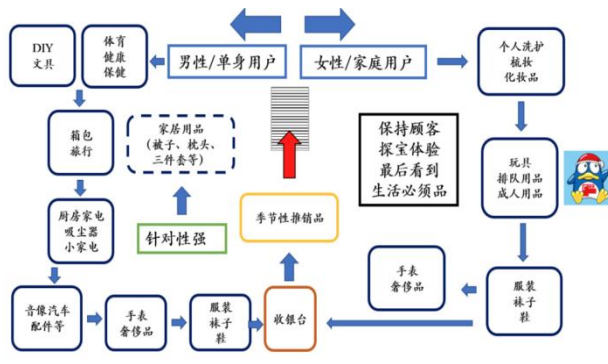 DIY
文具
体育
健康
保健
男性/单身用户
女性/家庭用户
个人洗护
梳妆
化妆品
箱包
旅行
家居用品
(被子、枕头、
三件套等)
保持顾客
探宝体验
最后看到
生活必须品
玩具
排队用品
成人用品
厨房家电
吸尘器
小家电
针对性强
季节性推销品
手表
奢侈品
服装
袜子
鞋
音像汽车
配件等
手表
奢侈品
服装
袜子
鞋
收银台